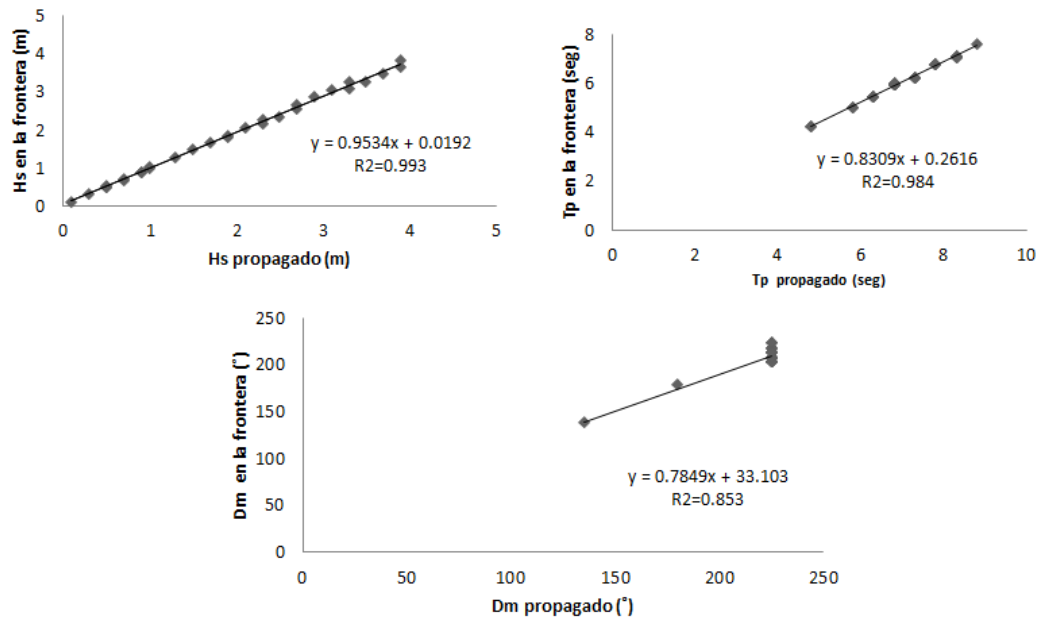 5
4
3
2
1
0
Hs en la frontera (m)
y = 0.9534x + 0.0192
R2=0.993
0 1 2 3 4 5
Hs propagado (m)
8
6
4
2
0
Tp en la frontera (seg)
y = 0.8309x + 0.2616
R2=0.984
0 2 4 6 8 10
Tp propagado (seg)
250
200
150
100
50
0
Dm en la frontera (°)
y = 0.7849x + 33.103
R2=0.853
0 50 100 150 200 250
Dm propagado (°)